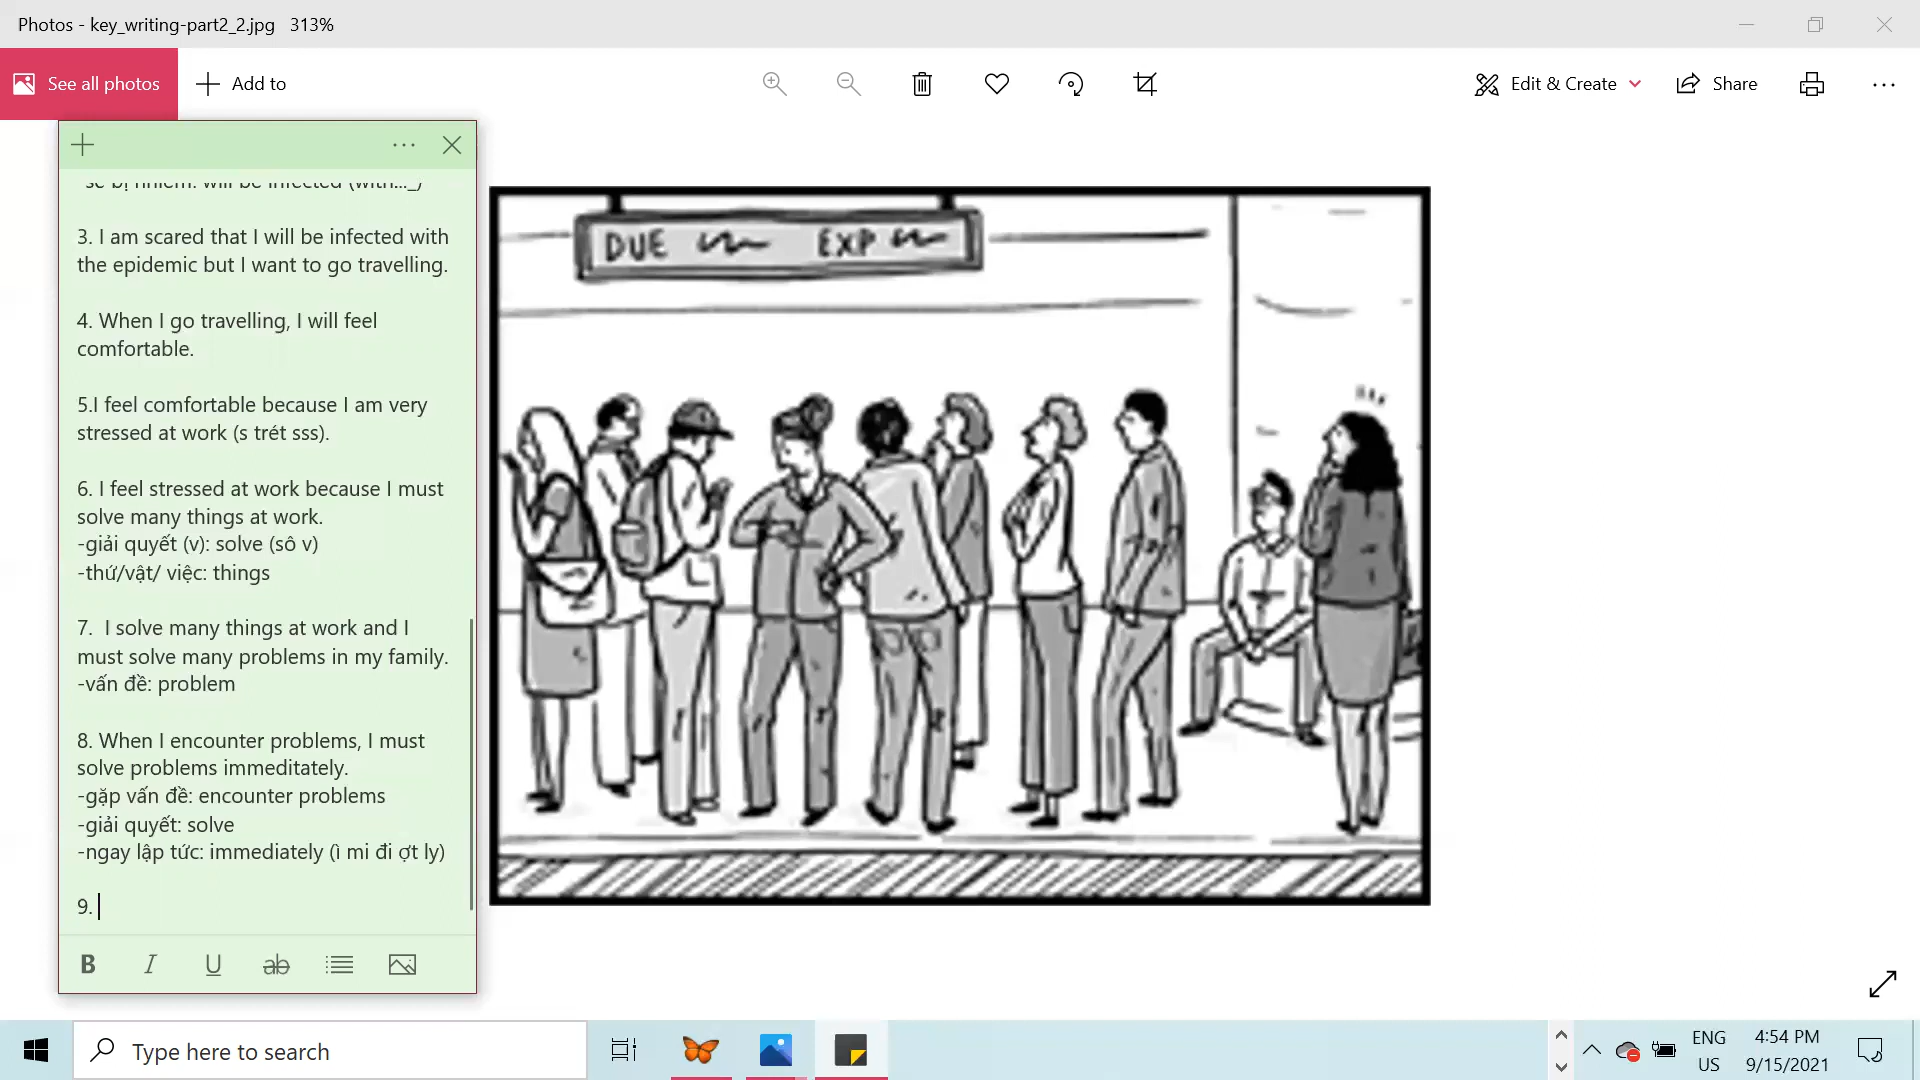 Photos - key_writing-part2_2.jpg   313%
See all photos
Add to
Edit & Create
Share
3. I am scared that I will be infected with
the epidemic but I want to go travelling.
4. When I go travelling, I will feel
comfortable.
5.I feel comfortable because I am very
stressed at work (s trét sss).
6. I feel stressed at work because I must
solve many things at work.
-giải quyết (v): solve (sô v)
-thứ/vật/ việc: things
7.  I solve many things at work and I
must solve many problems in my family.
-vấn đề: problem
8. When I encounter problems, I must
solve problems immeditately.
-gặp vấn đề: encounter problems
-giải quyết: solve
-ngay lập tức: immediately (ì mi đi ợt ly)
9.
B I U ab
DUE EXP
Type here to search
ENG
US
4:54 PM
9/15/2021